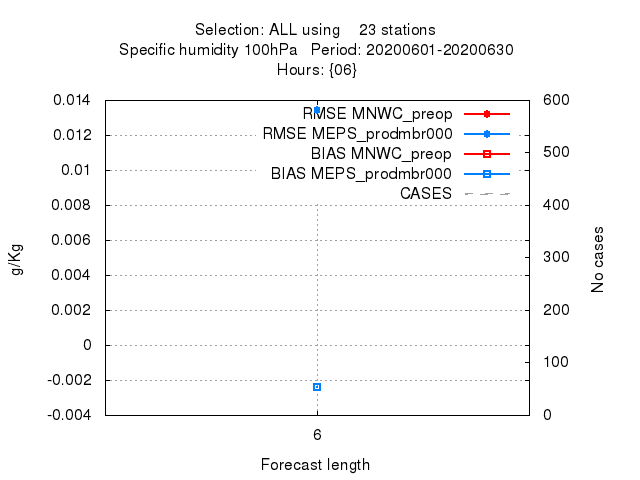 Selection: ALL using 23 stations
Specific humidity 100hPa Period: 20200601-20200630
Hours: {06}
0.014
0.012
0.01
0.008
0.006
0.004
0.002
0
-0.002
-0.004
g/Kg
RMSE MNWC_preop
RMSE MEPS_prodmbr000
BIAS MNWC_preop
BIAS MEPS_prodmbr000
CASES
600
500
400
300
200
100
0
No cases
6
Forecast length